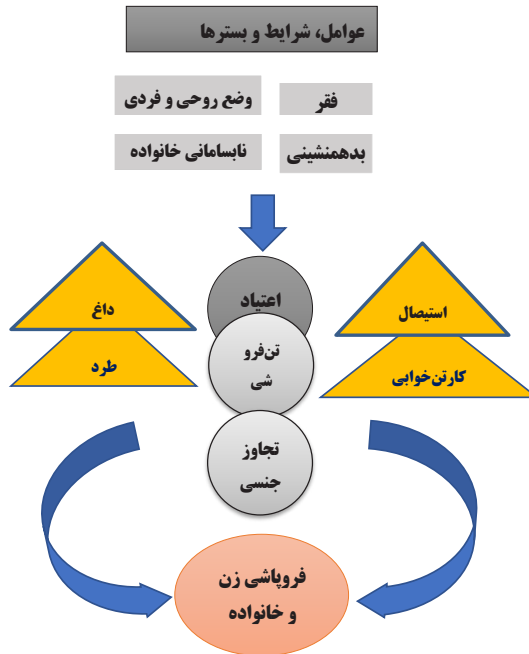 عوامل، شرایط و بسترها
فقر
وضع روحی و فردی
بدهمنشینی
نابسامانی خانواده
استیصال
اعتیاد
داغ
کارتن‌خوابی
تن‌فرو
شی
طرد
تجاوز
جنسی
فروپاشی زن
و خانواده